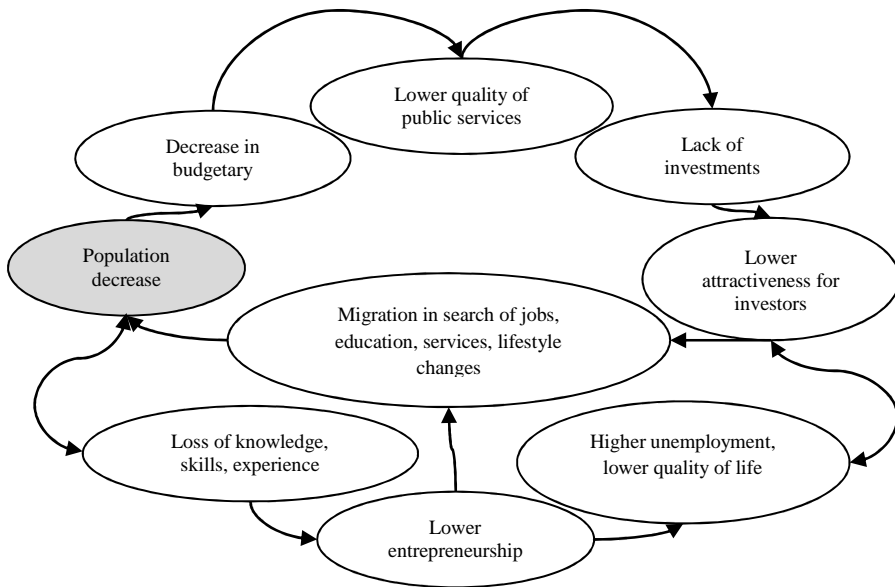 Lower quality of
public services
Decrease in
budgetary
Lack of
investments
Population
decrease
Lower
attractiveness for
investors
Migration in search of jobs,
education, services, lifestyle
changes
Loss of knowledge,
skills, experience
Higher unemployment,
lower quality of life
Lower
entrepreneurship